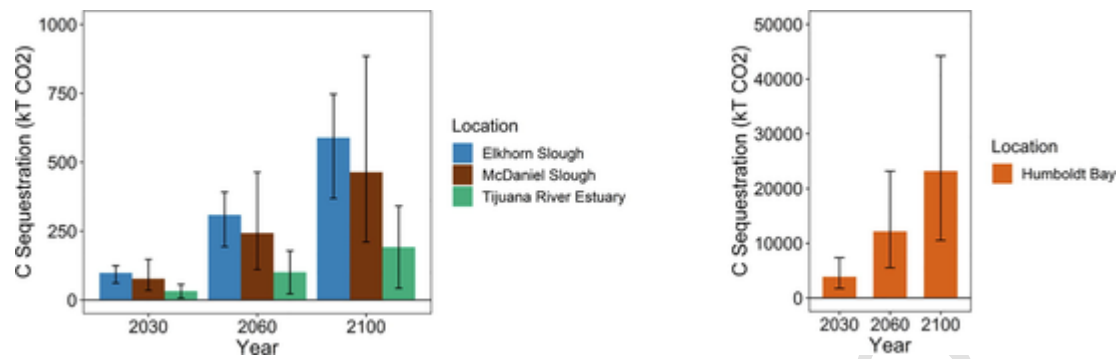 C Sequestration (kT CO2)
1000
750
500
250
0
2030 2060 2100
Year
Location
Elkhorn Slough
McDaniel Slough
Tijuana River Estuary
C Sequestration (kT CO2)
50000
40000
30000
20000
10000
0
2030 2060 2100
Year
Location
Humboldt Bay